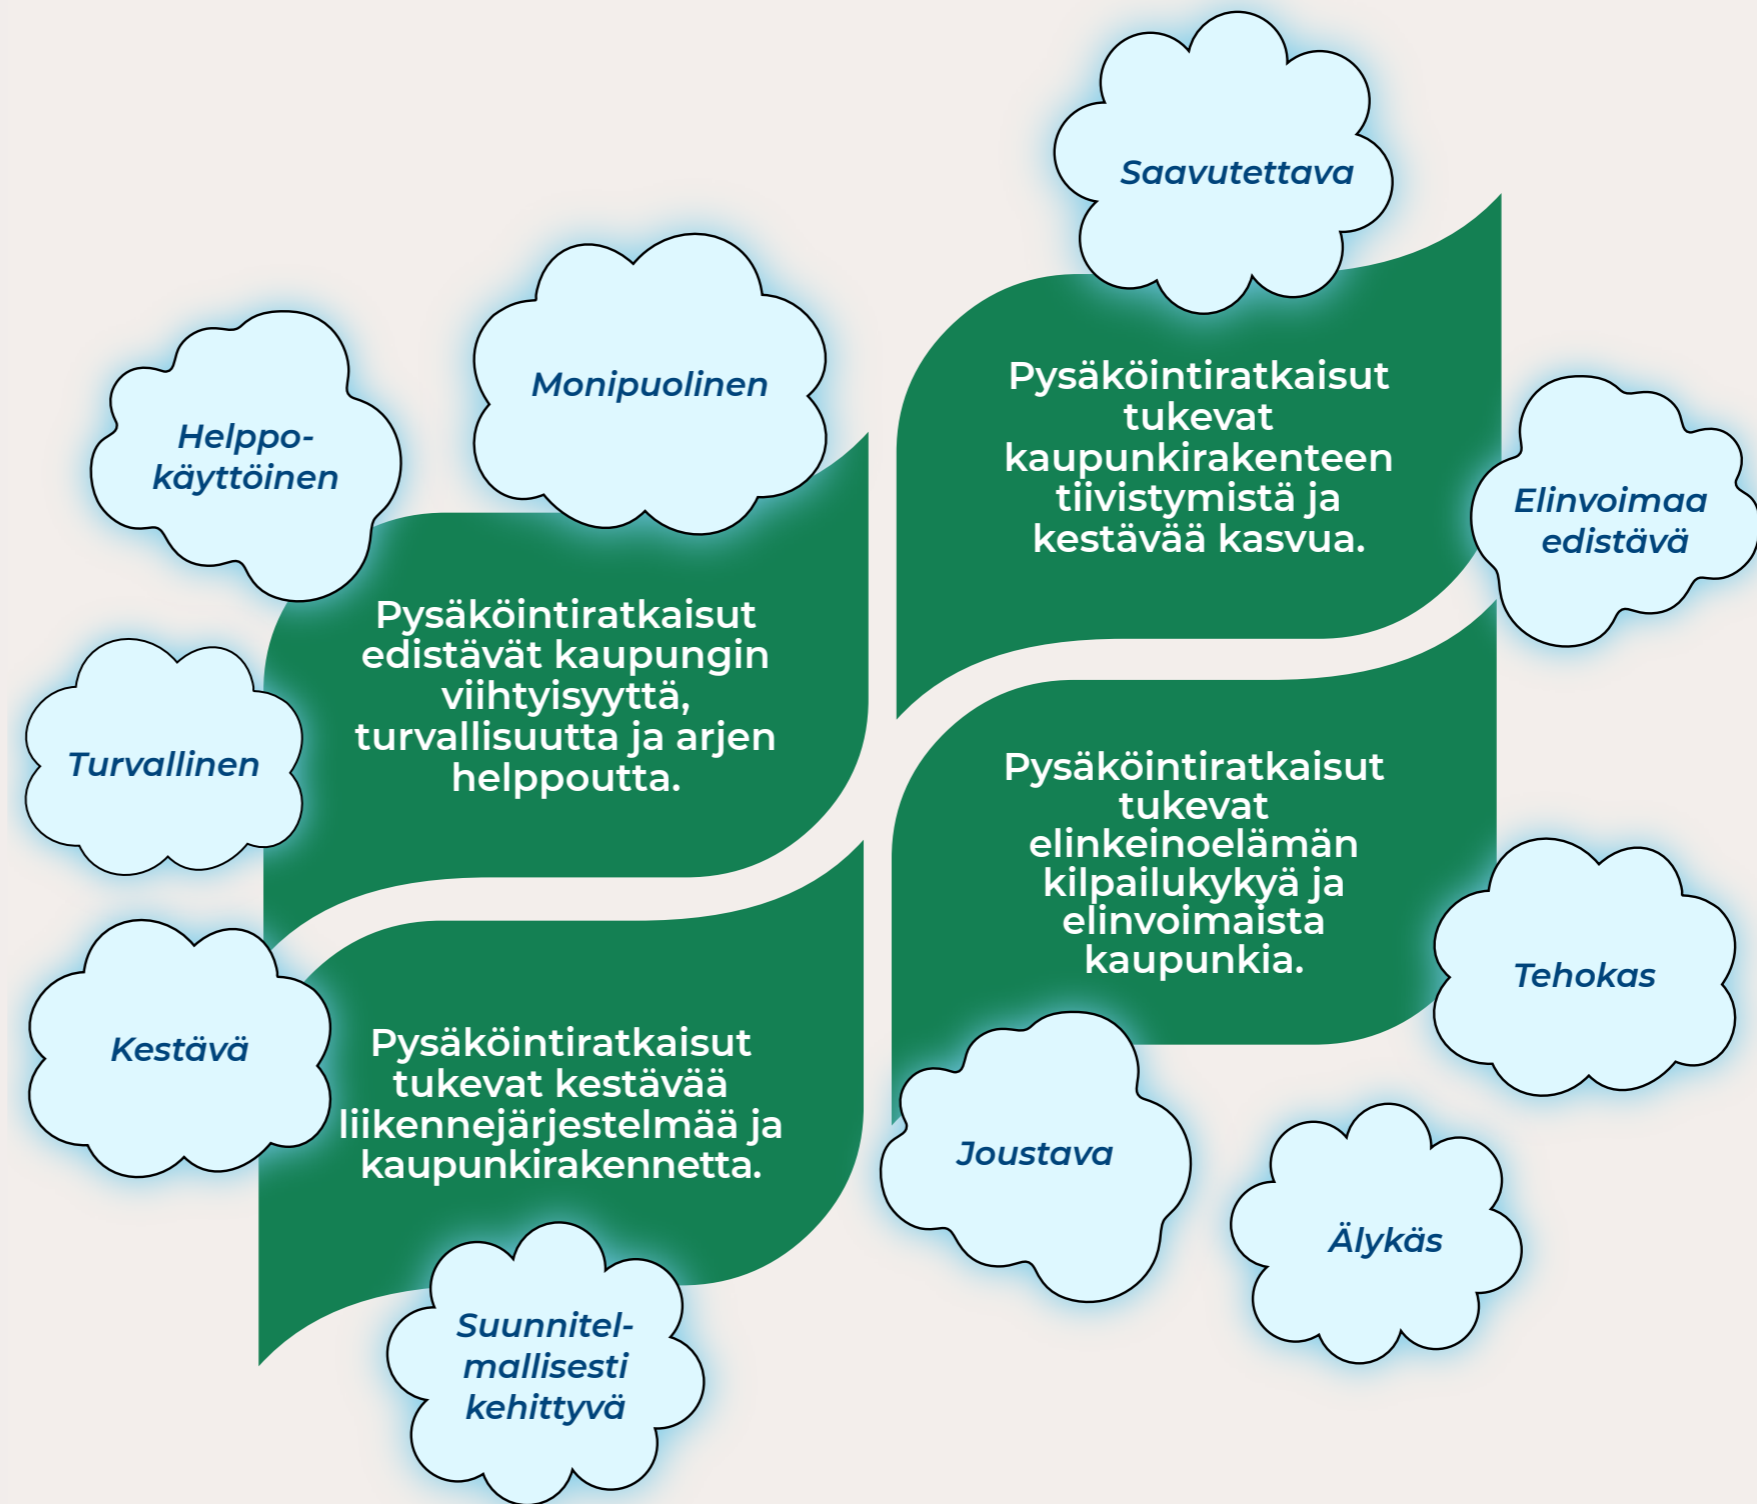 Saavutettava
Monipuolinen
Helppo-
käyttöinen
Pysäköintiratkaisut
tukevat
kaupunkirakenteen
tiivistymistä ja
kestävää kasvua.
Elinvoimaa
edistävä
Pysäköintiratkaisut
edistävät kaupungin
viihtyisyyttä,
turvallisuutta ja arjen
helppoutta.
Turvallinen
Pysäköintiratkaisut
tukevat
elinkeinoelämän
kilpailukykyä ja
elinvoimaista
kaupunkia.
Tehokas
Kestävä
Pysäköintiratkaisut
tukevat kestävää
liikennejärjestelmää ja
kaupunkirakennetta.
Joustava
Älykäs
Suunnitel-
mallisesti
kehittyvä